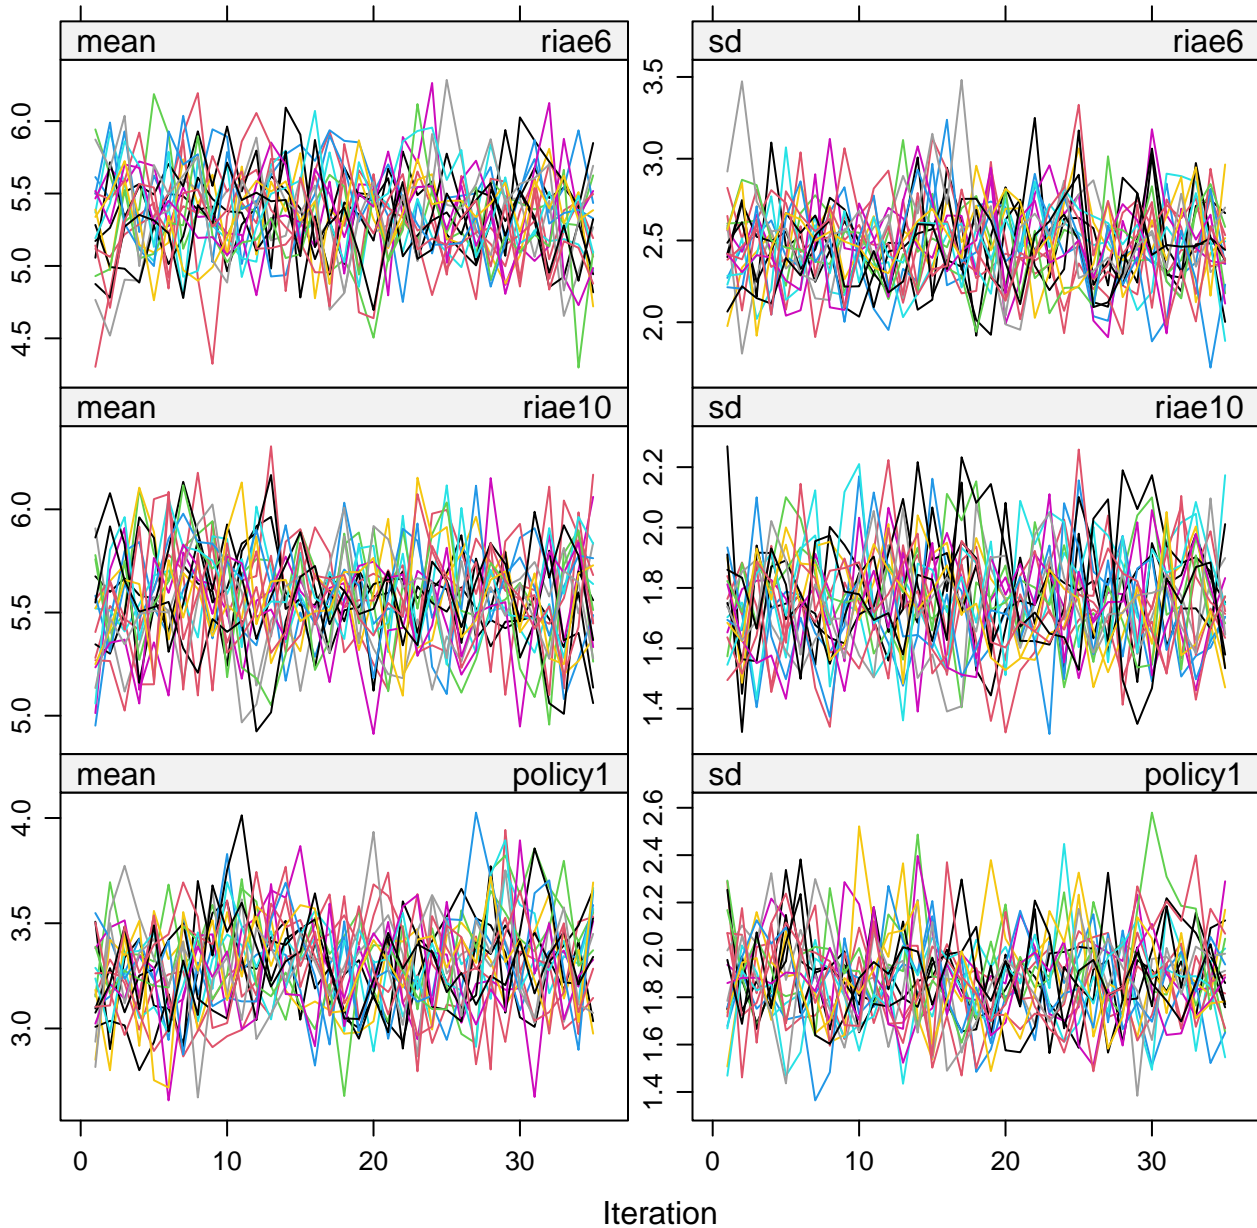 mean riae6 sd riae6
4.5 5.0 5.5 6.0
2.0 2.5 3.0 3.5
mean riae10 sd riae10
5.0 5.5 6.0
1.4 1.6 1.8 2.0 2.2
mean policy1 sd policy1
3.0 3.5 4.0
1.4 1.6 1.8 2.0 2.2 2.4 2.6
0 10 20 30 0 10 20 30
Iteration